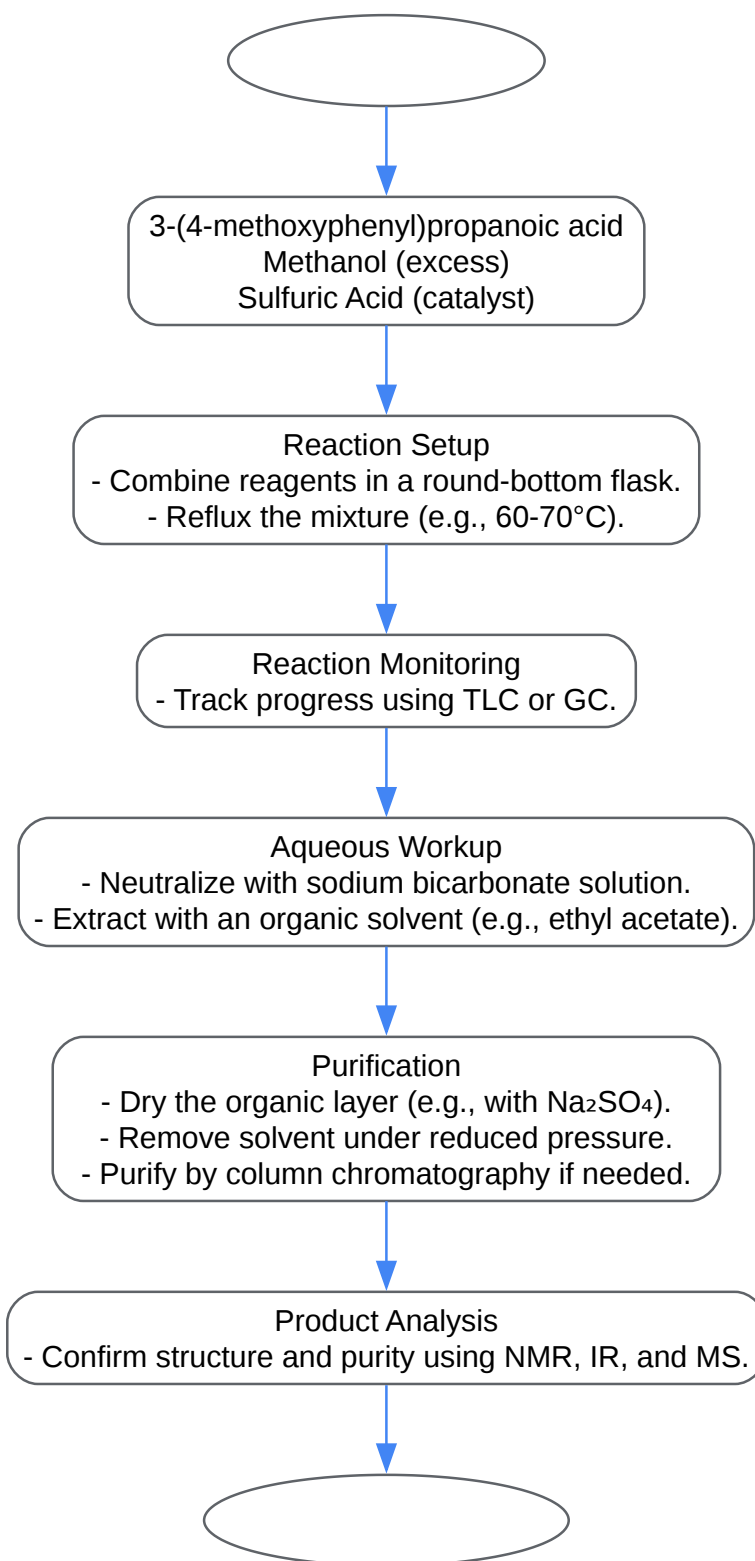 3-(4-methoxyphenyl)propanoic acid
Methanol (excess)
Sulfuric Acid (catalyst)
Reaction Setup
- Combine reagents in a round-bottom flask.
- Reflux the mixture (e.g., 60-70°C).
Reaction Monitoring
- Track progress using TLC or GC.
Aqueous Workup
- Neutralize with sodium bicarbonate solution.
- Extract with an organic solvent (e.g., ethyl acetate).
Purification
- Dry the organic layer (e.g., with Na₂SO₄).
- Remove solvent under reduced pressure.
- Purify by column chromatography if needed.
Product Analysis
- Confirm structure and purity using NMR, IR, and MS.